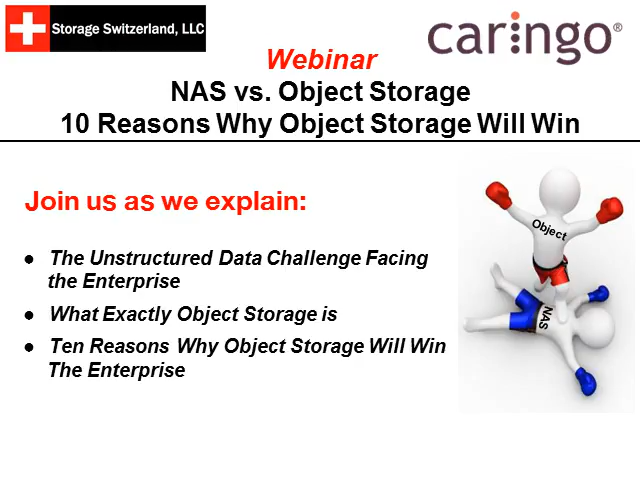 Storage Switzerland, LLC
caringo®
Webinar
NAS vs. Object Storage
10 Reasons Why Object Storage Will Win
Join us as we explain:
● The Unstructured Data Challenge Facing
the Enterprise
● What Exactly Object Storage is
● Ten Reasons Why Object Storage Will Win
The Enterprise
Object
NAS